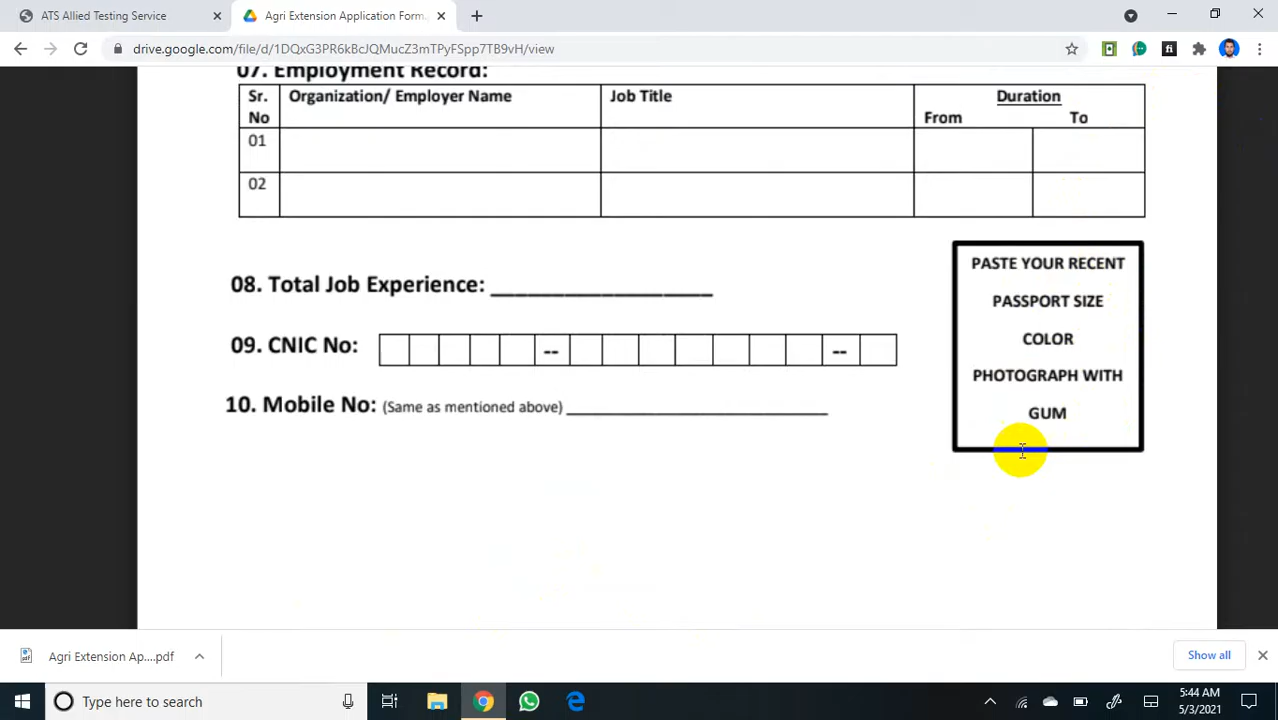 ATS Allied Testing Service
Agri Extension Application Form
drive.google.com/file/d/1DQxG3PR6kBcJQMucZ3mTPyFSpp7TB9vH/view
07. Employment Record:
Sr. No Organization/ Employer Name Job Title Duration
From To
01
02
PASTE YOUR RECENT
PASSPORT SIZE
COLOR
PHOTOGRAPH WITH
GUM
08. Total Job Experience: __________________
09. CNIC No: -- --
10. Mobile No: (Same as mentioned above) __________________________
Agri Extension Ap....pdf
Show all
Type here to search
5:44 AM
5/3/2021